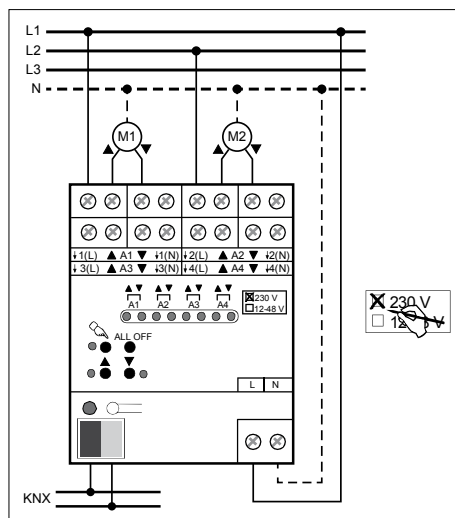 L1
L2
L3
N
M1 ▲ ▼
M2 ▲ ▼
↓1(L) ▲ A1 ▼ ↓1(N) ↓2(L) ▲ A2 ▼ ↓2(N)
↓3(L) ▲ A3 ▼ ↓3(N) ↓4(L) ▲ A4 ▼ ↓4(N)
▲▼ ▲▼ ▲▼ ▲▼
A1 A2 A3 A4
230 V
12-48 V
ALL OFF
▲ ▼
L N
KNX
230 V